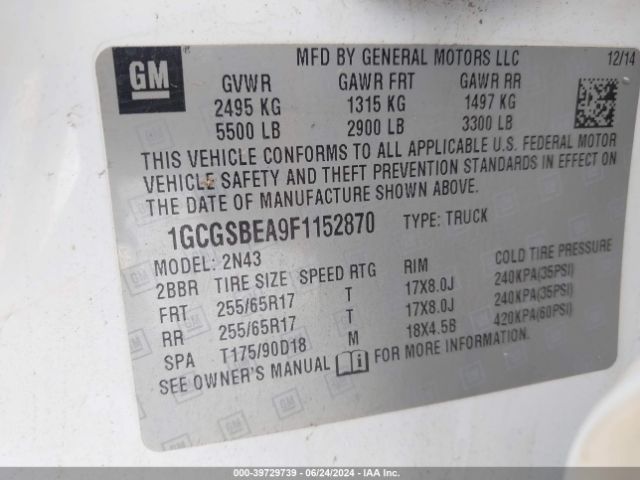 GM
MFD BY GENERAL MOTORS LLC 12/14
GVWR GAWR FRT GAWR RR
2495 KG 1315 KG 1497 KG
5500 LB 2900 LB 3300 LB
THIS VEHICLE CONFORMS TO ALL APPLICABLE U.S. FEDERAL MOTOR
VEHICLE SAFETY AND THEFT PREVENTION STANDARDS IN EFFECT ON
THE DATE OF MANUFACTURE SHOWN ABOVE.
1GCGSBEA9F1152870 TYPE: TRUCK
MODEL: 2N43
2BBR TIRE SIZE SPEED RTG RIM COLD TIRE PRESSURE
FRT 255/65R17 T 17X8.0J 240KPA(35PSI)
RR 255/65R17 T 17X8.0J 240KPA(35PSI)
SPA T175/90D18 M 18X4.5B 420KPA(60PSI)
SEE OWNER'S MANUAL FOR MORE INFORMATION.
000-39729739 / 06/24/2024 / IAA Inc.